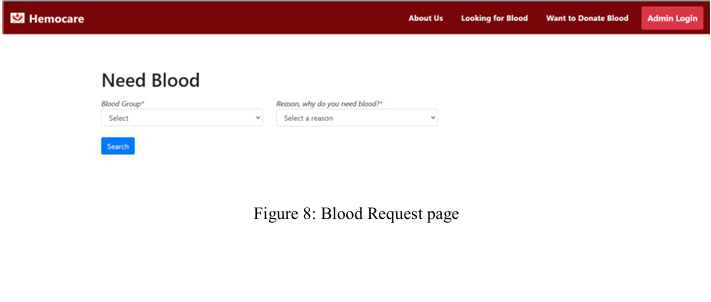 Hemocare About Us Looking for Blood Want to Donate Blood Admin Login
Need Blood
Blood Group* Reason, why do you need blood?*
Select Select a reason
Search
Figure 8: Blood Request page